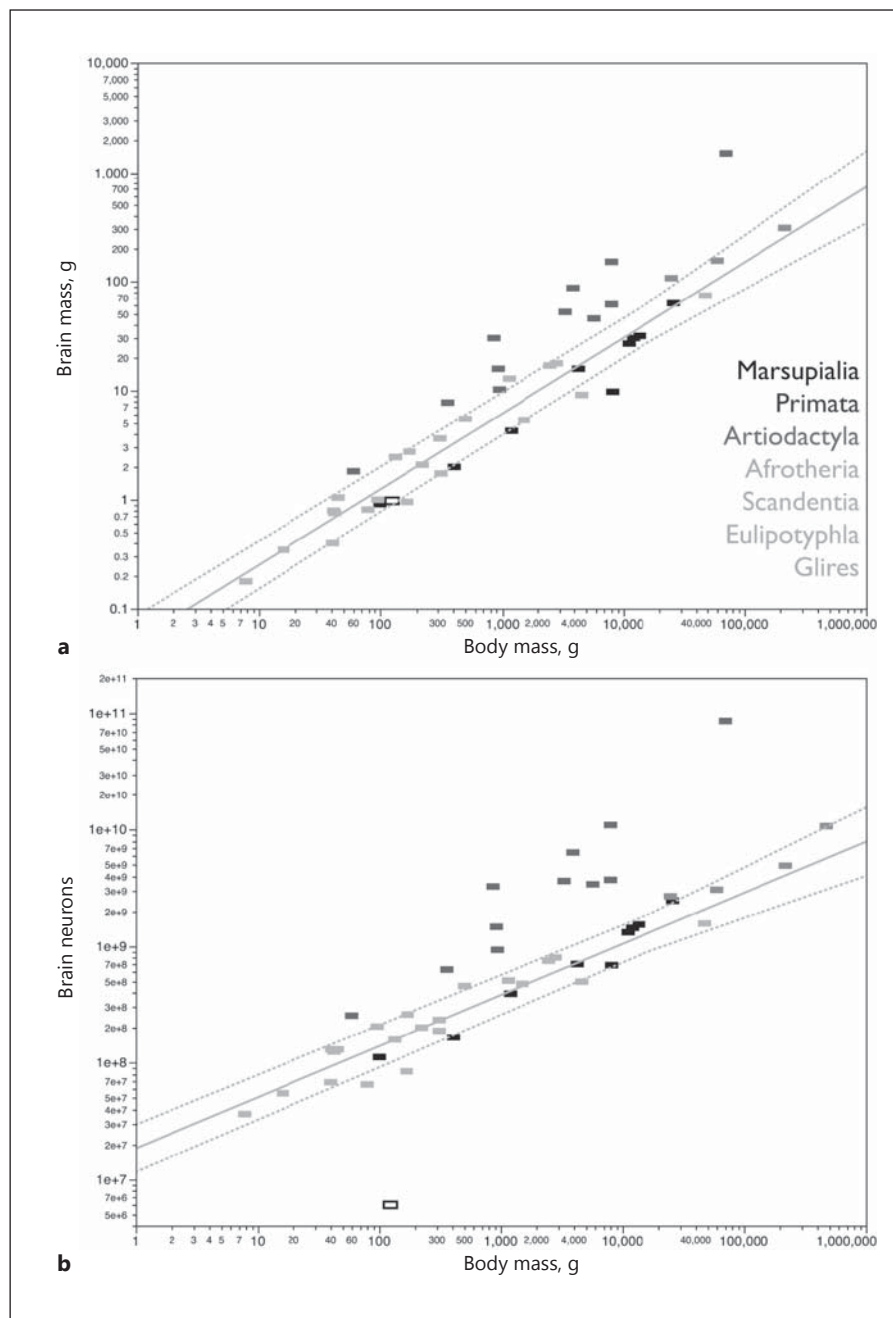 10,000
7,000
5,000
3,000
2,000
1,000
700
500
300
200
100
70
50
30
20
10
7
5
3
2
1
0.7
0.5
0.3
0.2
0.1
Brain mass, g
Marsupialia
Primata
Artiodactyla
Afrotheria
Scandentia
Eulipotyphla
Glires
1 2 3 4 5 7 10 20 40 60 100 300 500 1,000 2,000 4,000 10,000 40,000 100,000 1,000,000
a
Body mass, g
2e+11
1e+11
7e+10
5e+10
3e+10
2e+10
1e+10
7e+9
5e+9
4e+9
3e+9
2e+9
1e+9
7e+8
5e+8
3e+8
2e+8
1e+8
7e+7
5e+7
4e+7
3e+7
2e+7
1e+7
7e+6
5e+6
Brain neurons
1 2 3 4 5 7 10 20 40 60 100 300 500 1,000 2,000 4,000 10,000 40,000 100,000 1,000,000
b
Body mass, g